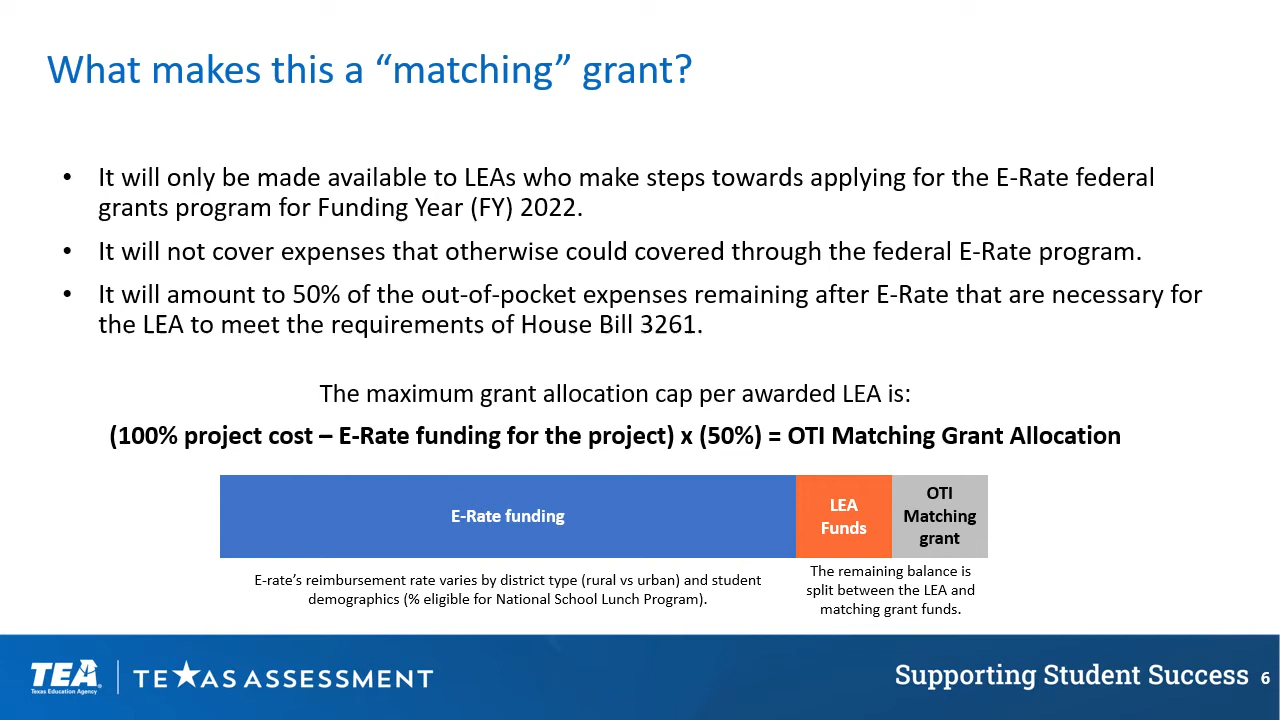 What makes this a “matching” grant?
• It will only be made available to LEAs who make steps towards applying for the E-Rate federal
grants program for Funding Year (FY) 2022.
• It will not cover expenses that otherwise could covered through the federal E-Rate program.
• It will amount to 50% of the out-of-pocket expenses remaining after E-Rate that are necessary for
the LEA to meet the requirements of House Bill 3261.
The maximum grant allocation cap per awarded LEA is:
(100% project cost – E-Rate funding for the project) x (50%) = OTI Matching Grant Allocation
E-Rate funding
LEA
Funds
OTI
Matching
grant
E-rate’s reimbursement rate varies by district type (rural vs urban) and student
demographics (% eligible for National School Lunch Program).
The remaining balance is
split between the LEA and
matching grant funds.
TEA
Texas Education Agency
TEXAS ASSESSMENT
Supporting Student Success 6